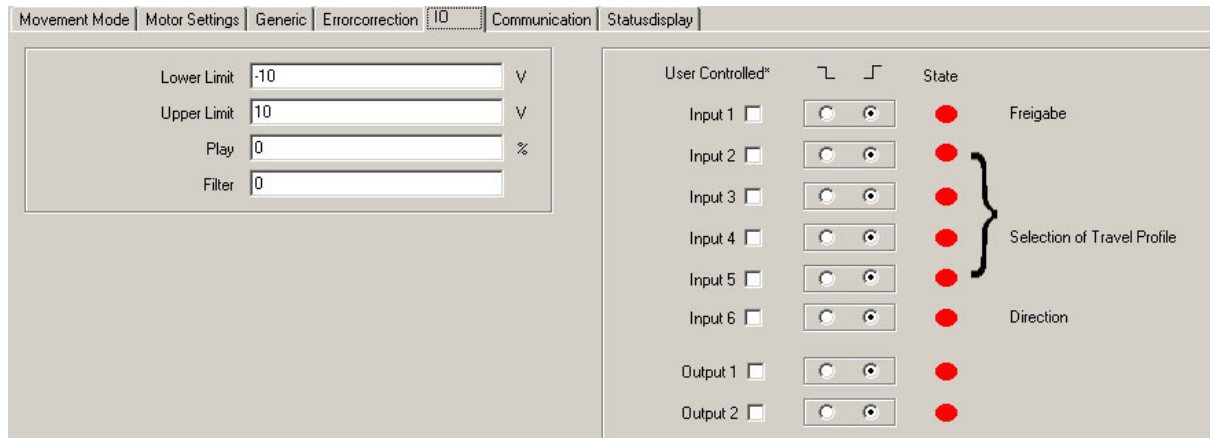 Movement Mode Motor Settings Generic Errorcorrection IO Communication Statusdisplay
Lower Limit -10 V
Upper Limit 10 V
Play 0 %
Filter 0
User Controlled* State
Input 1 Freigabe
Input 2
Input 3
Input 4 Selection of Travel Profile
Input 5
Input 6 Direction
Output 1
Output 2